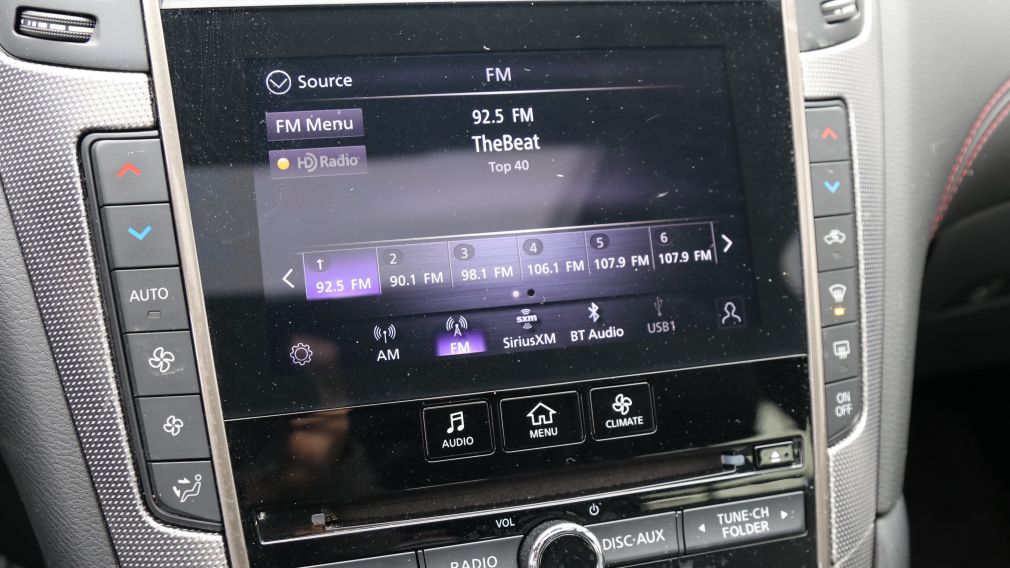 Source
FM
FM Menu
92.5 FM
TheBeat
HD Radio
Top 40
1 2 3 4 5 6
92.5 FM 90.1 FM 98.1 FM 106.1 FM 107.9 FM 107.9 FM
AM FM SiriusXM BT Audio USB1
sxm
AUTO
ON
OFF
AUDIO
MENU
CLIMATE
VOL
RADIO
DISC·AUX
TUNE·CH
FOLDER